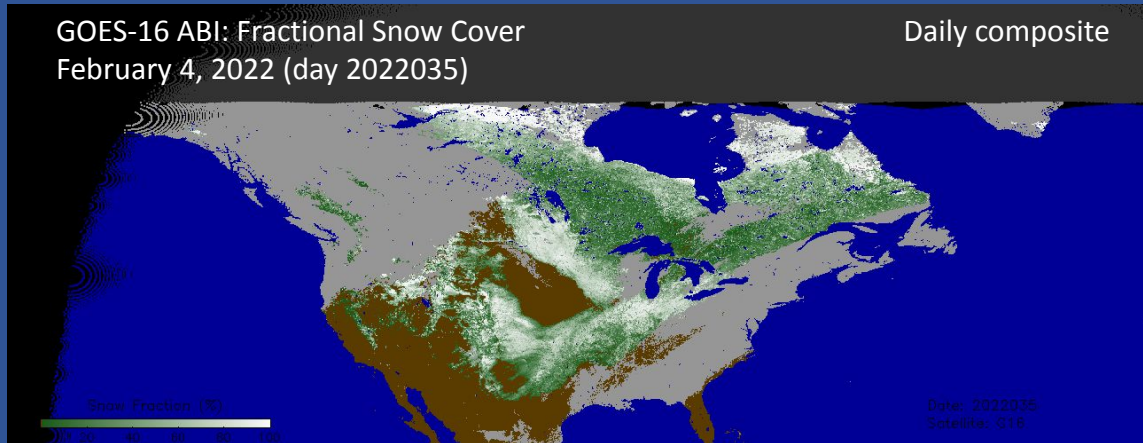 GOES-16 ABI: Fractional Snow Cover
Daily composite
February 4, 2022 (day 2022035)
Snow Fraction (%)
20 40 60 80 100
Date: 2022035
Satellite: G16